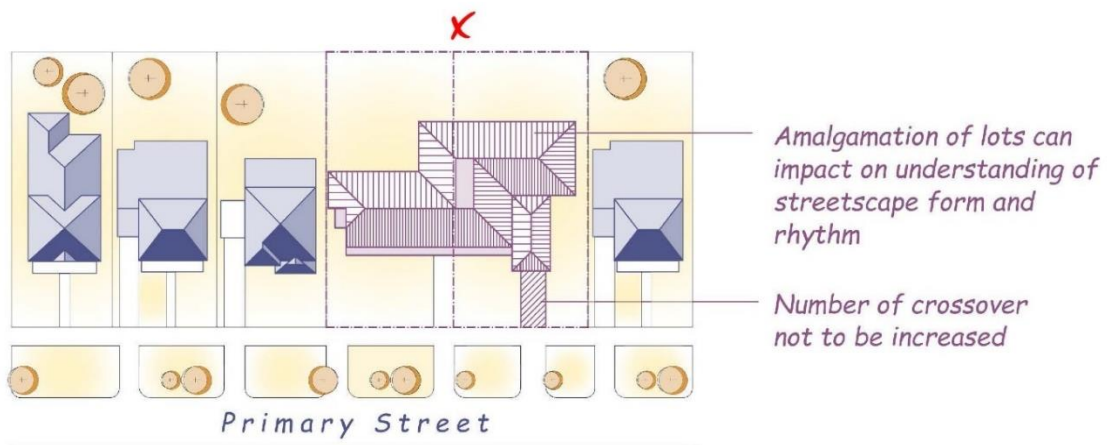 ✗
Amalgamation of lots can
impact on understanding of
streetscape form and
rhythm
Number of crossover
not to be increased
Primary Street